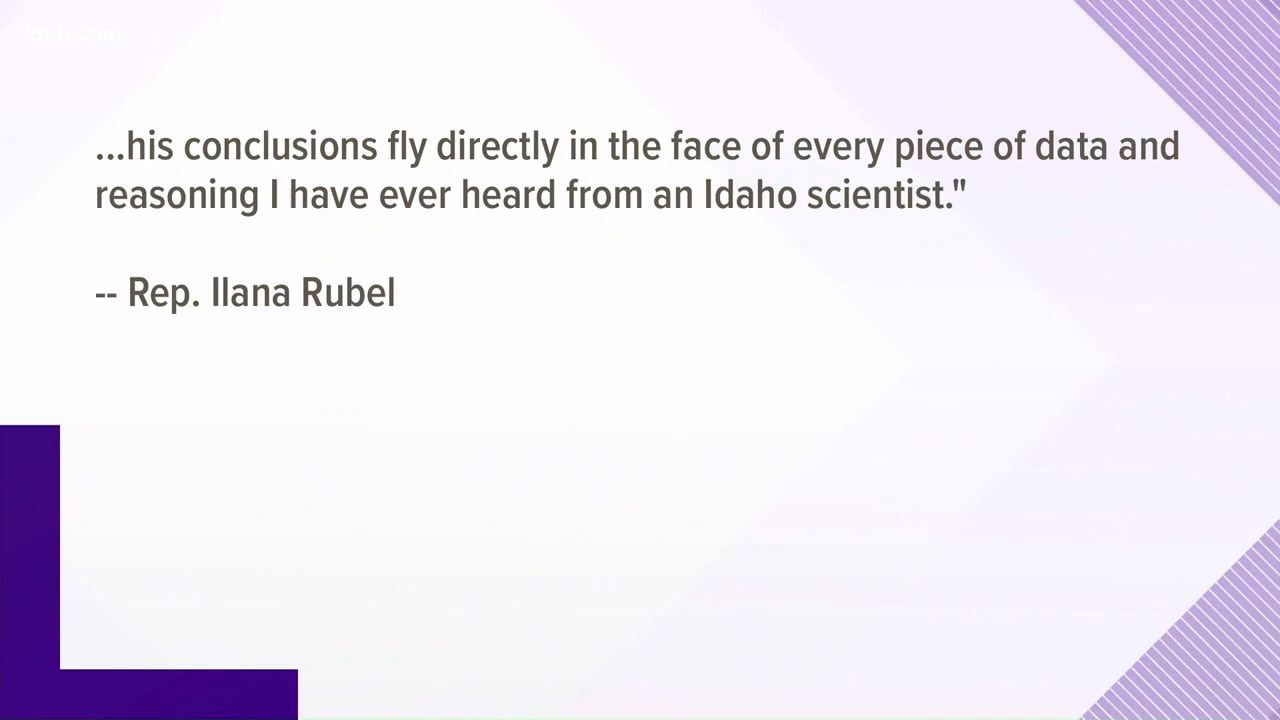 ktvb.com
...his conclusions fly directly in the face of every piece of data and
reasoning I have ever heard from an Idaho scientist."
-- Rep. Ilana Rubel